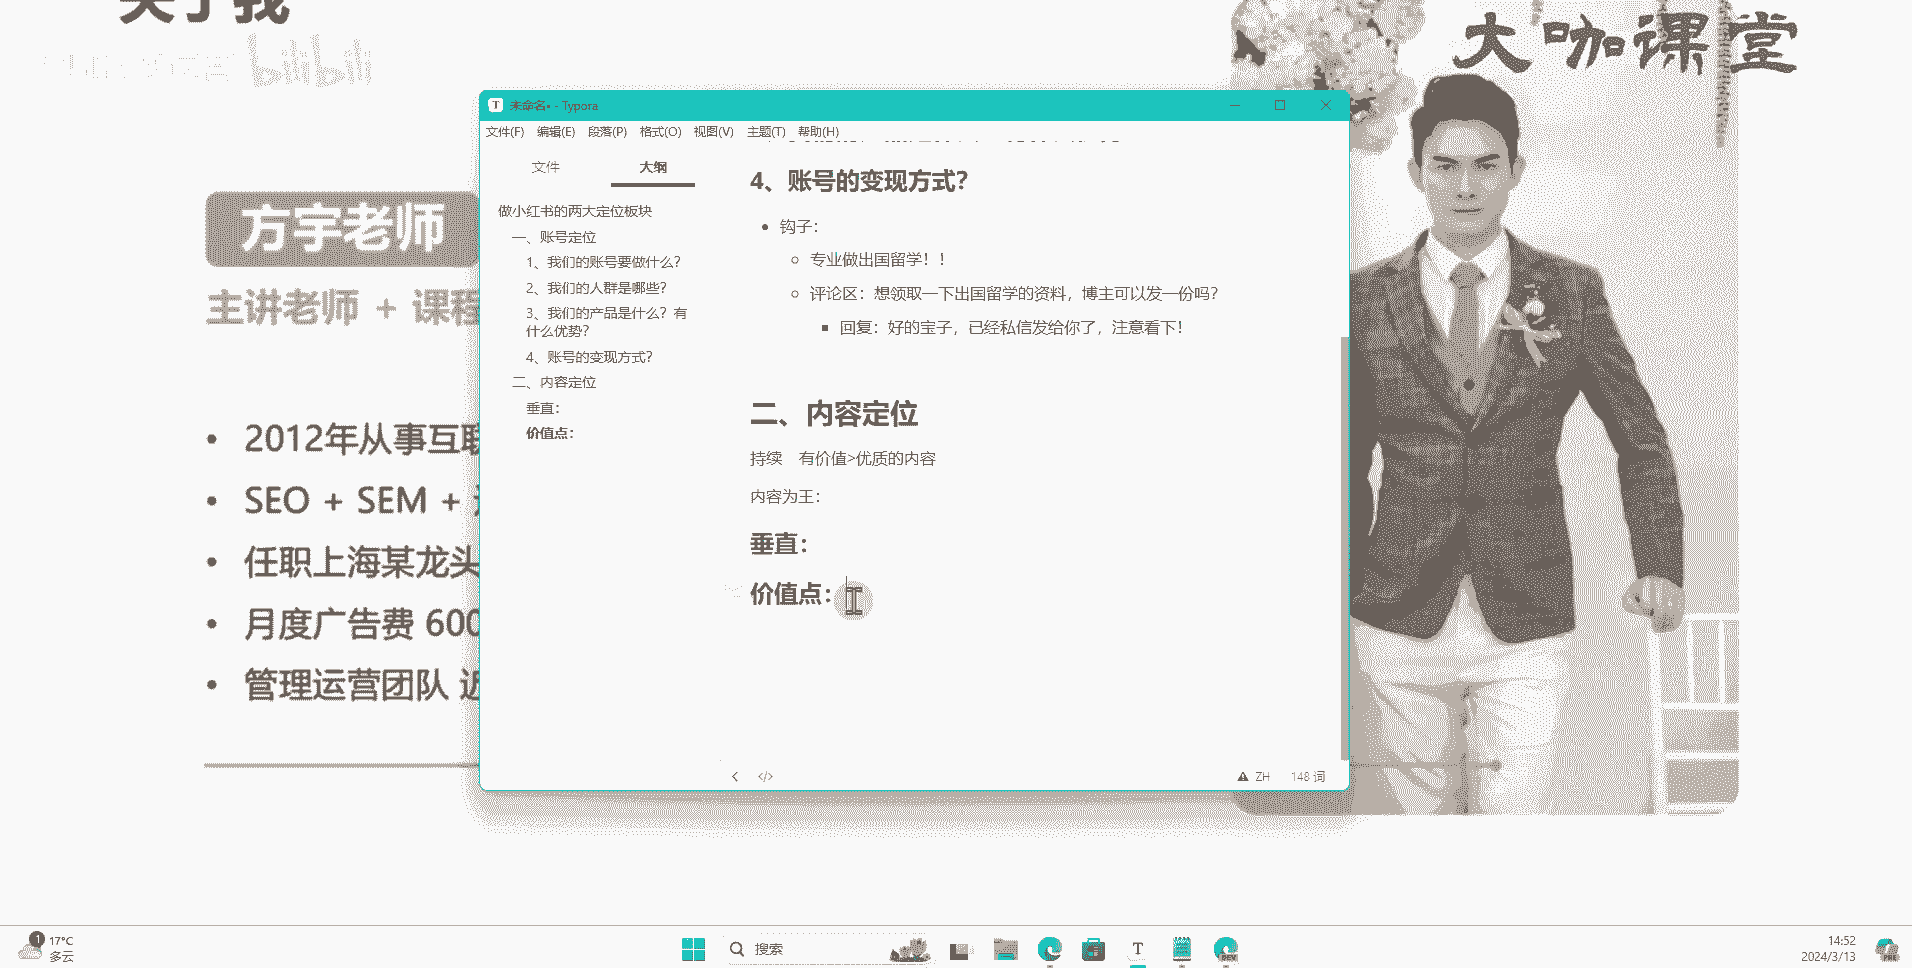 关于我
bilibili
大咖课堂
方宇老师
主讲老师 + 课程
2012年从事互联
SEO + SEM +
任职上海某龙头
月度广告费 600
管理运营团队 近
未命名• - Typora
文件(F) 编辑(E) 段落(P) 格式(O) 视图(V) 主题(T) 帮助(H)
文件 大纲
做小红书的两大定位板块
一、账号定位
1、我们的账号要做什么？
2、我们的人群是哪些？
3、我们的产品是什么？有
什么优势？
4、账号的变现方式？
二、内容定位
垂直：
价值点：
4、账号的变现方式？
钩子：
专业做出国留学！！
评论区：想领取一下出国留学的资料，博主可以发一份吗？
回复：好的宝子，已经私信发给你了，注意看下！
二、内容定位
持续 有价值>优质的内容
内容为王：
垂直：
价值点：
</> ZH 148 词
1
17°C
多云
搜索
T
DEV
14:52
2024/3/13
PRE